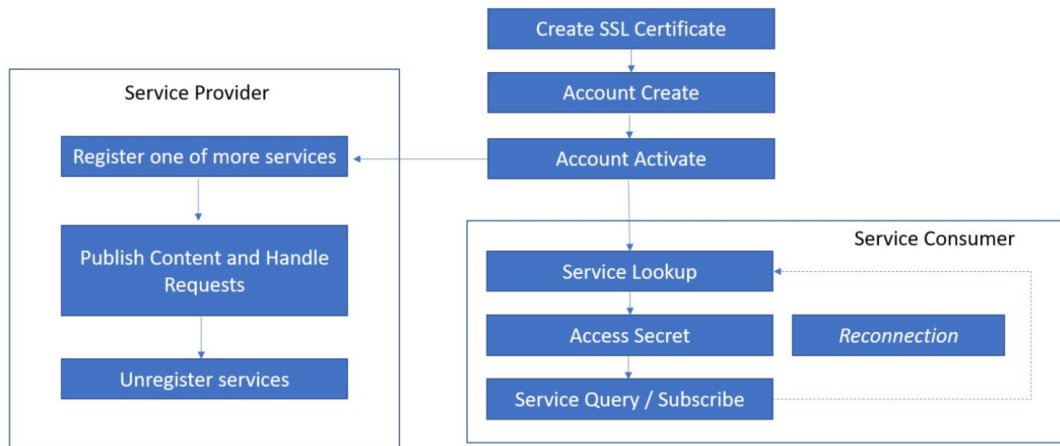 Create SSL Certificate
Account Create
Account Activate
Service Provider
Register one of more services
Publish Content and Handle
Requests
Unregister services
Service Consumer
Service Lookup
Access Secret
Reconnection
Service Query / Subscribe